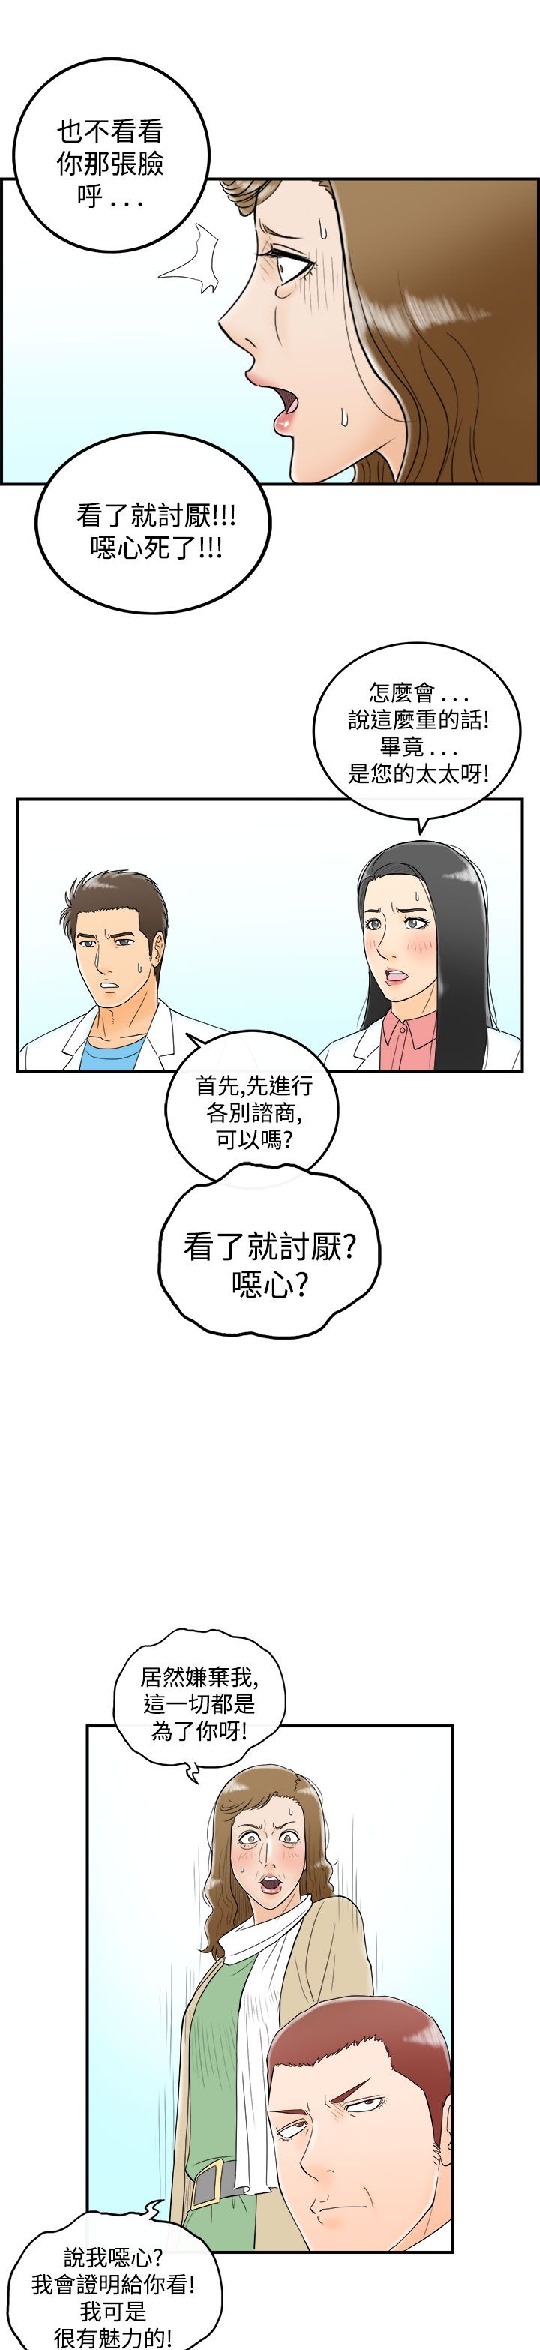 也不看看
你那張臉
呼...
看了就討厭!!!
噁心死了!!!
怎麼會...
說這麼重的話!
畢竟...
是您的太太呀!
首先,先進行
各別諮商,
可以嗎?
看了就討厭?
噁心?
居然嫌棄我,
這一切都是
為了你呀!
說我噁心?
我會證明給你看!
我可是
很有魅力的!